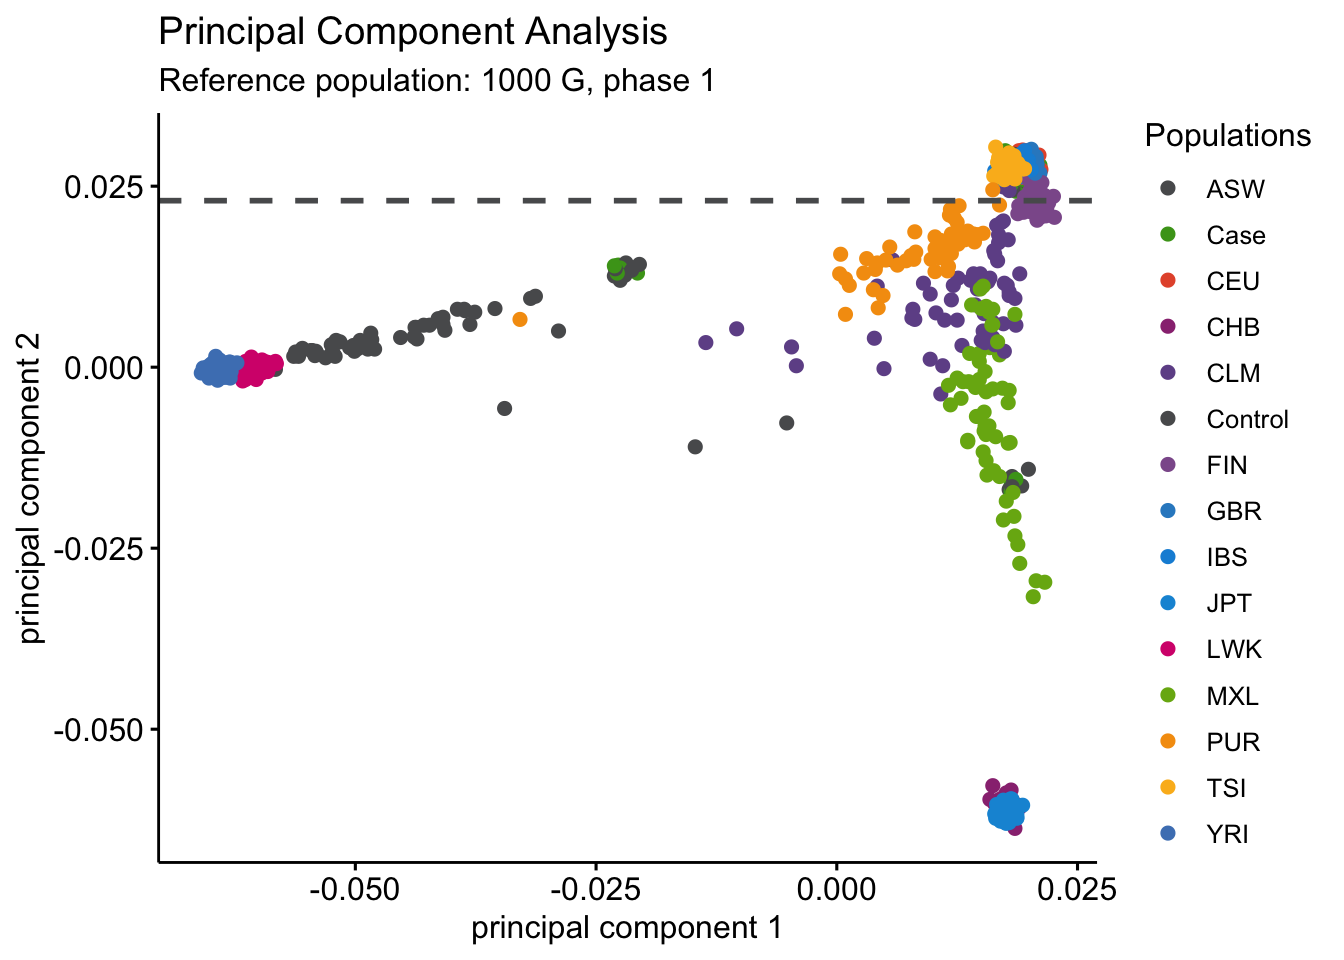 Principal Component Analysis
Reference population: 1000 G, phase 1
Populations
ASW
Case
CEU
CHB
CLM
Control
FIN
GBR
IBS
JPT
LWK
MXL
PUR
TSI
YRI
principal component 2
0.025
0.000
-0.025
-0.050
-0.050
-0.025
0.000
0.025
principal component 1